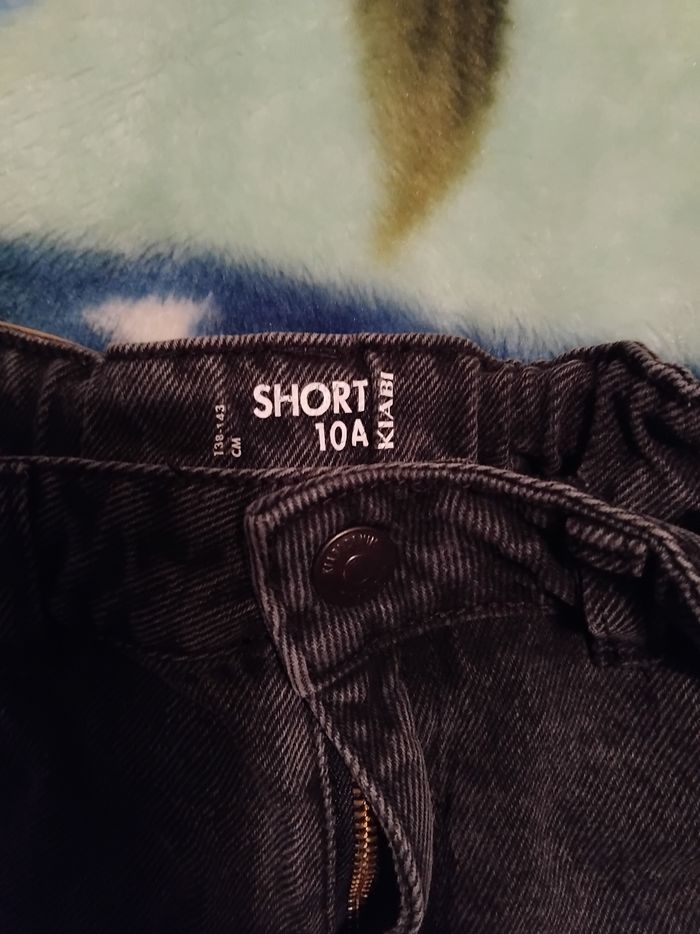 SHORT
10A
KIABI
138-143
CM